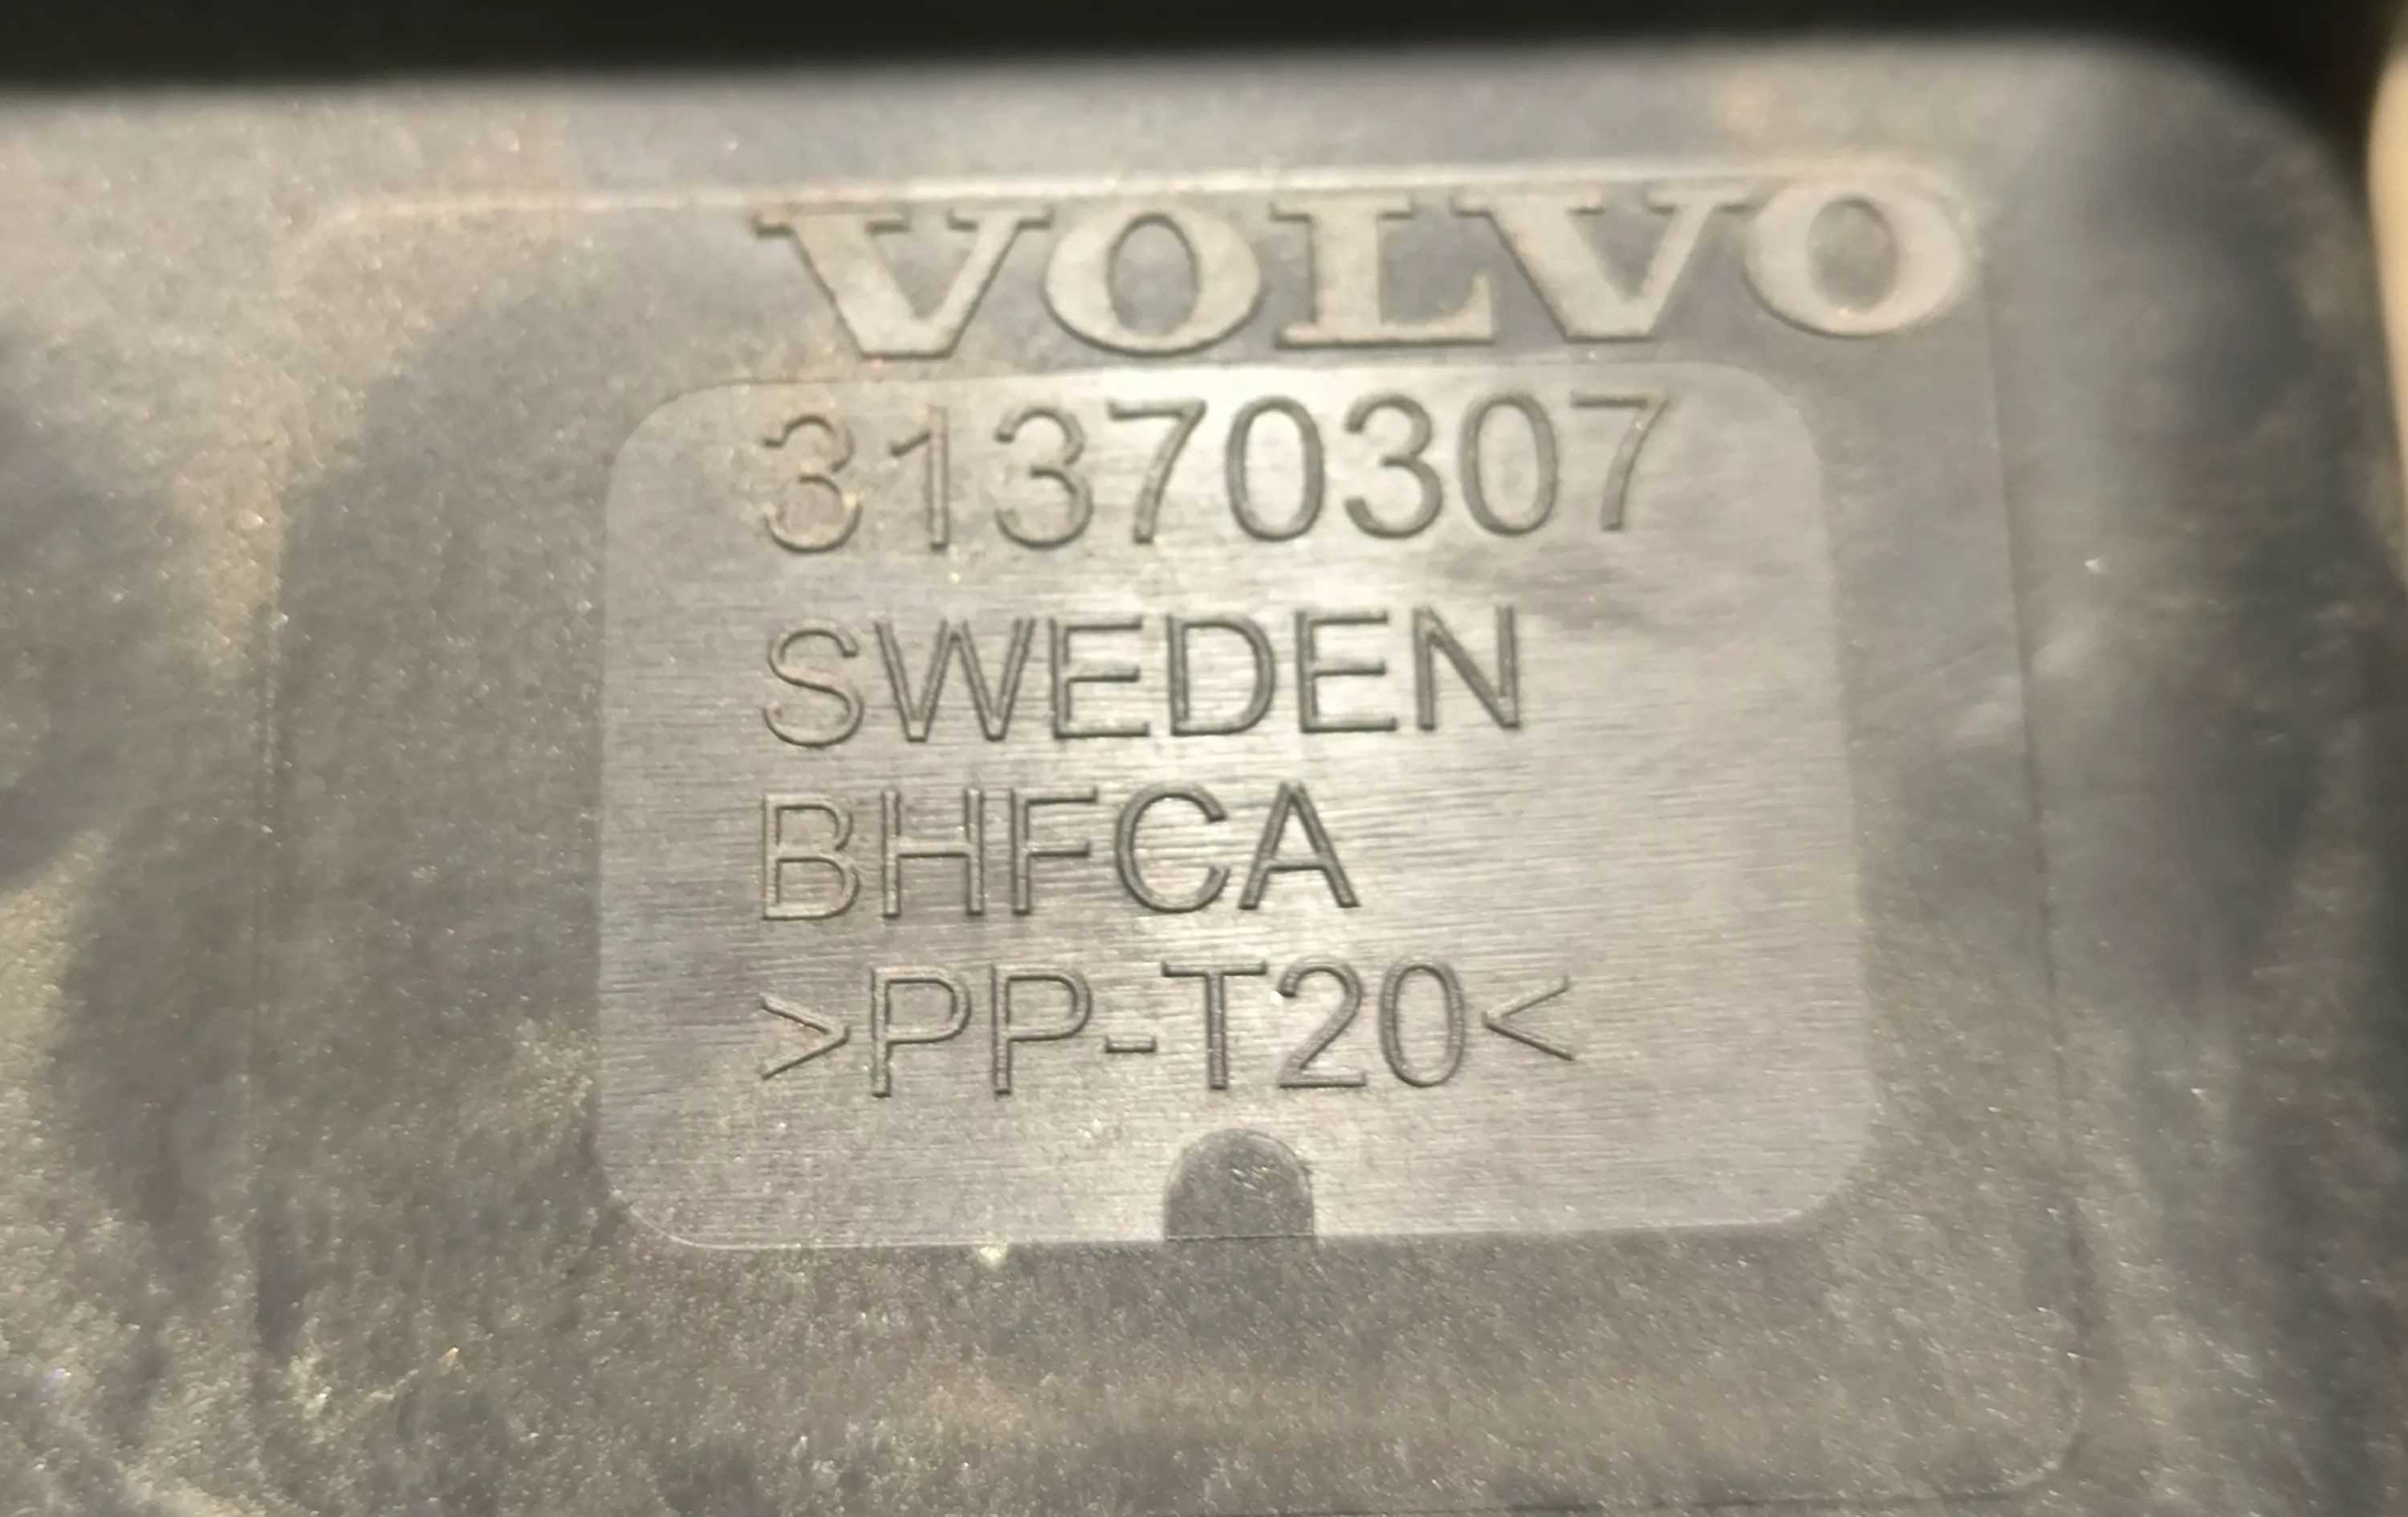 VOLVO
31370307
SWEDEN
BHFCA
>PP-T20<